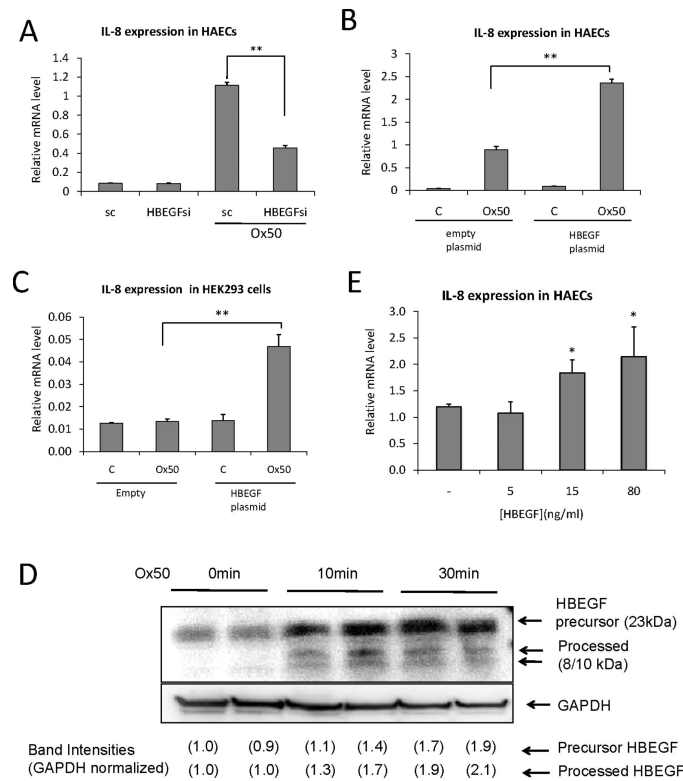 A
IL-8 expression in HAECs
**
Relative mRNA level
1.4
1.2
1
0.8
0.6
0.4
0.2
0
sc HBEGFsi sc HBEGFsi
Ox50
B
IL-8 expression in HAECs
**
Relative mRNA level
3
2.5
2
1.5
1
0.5
0
C Ox50 C Ox50
empty plasmid
HBEGF plasmid
C
IL-8 expression in HEK293 cells
**
Relative mRNA level
0.06
0.05
0.04
0.03
0.02
0.01
0.00
C Ox50 C Ox50
Empty
HBEGF plasmid
E
IL-8 expression in HAECs
* *
Relative mRNA level
3.0
2.5
2.0
1.5
1.0
0.5
0.0
- 5 15 80
[HBEGF](ng/ml)
D
Ox50 0min 10min 30min
HBEGF
precursor (23kDa)
Processed
(8/10 kDa)
GAPDH
Band Intensities (1.0) (0.9) (1.1) (1.4) (1.7) (1.9) Precursor HBEGF
(GAPDH normalized) (1.0) (1.0) (1.3) (1.7) (1.9) (2.1) Processed HBEGF